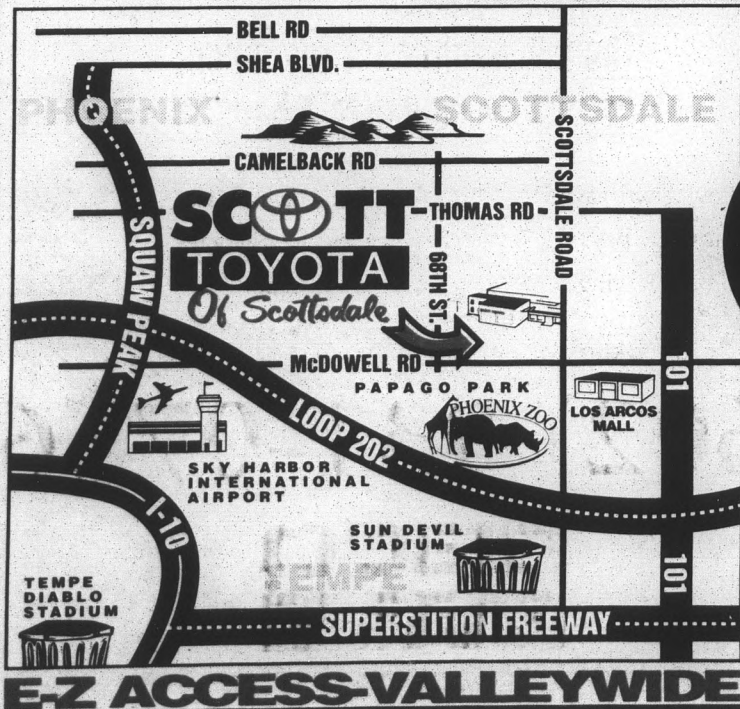 BELL RD
SHEA BLVD.
PHOENIX
SCOTTSDALE
SCOTTSDALE ROAD
CAMELBACK RD
SCOTT
THOMAS RD
TOYOTA
Of Scottsdale
68TH ST.
SQUAW PEAK
McDOWELL RD
PAPAGO PARK
PHOENIX ZOO
LOS ARCOS
MALL
101
LOOP 202
SKY HARBOR
INTERNATIONAL
AIRPORT
I-10
SUN DEVIL
STADIUM
101
TEMPE
TEMPE
DIABLO
STADIUM
SUPERSTITION FREEWAY
E-Z ACCESS-VALLEYWIDE